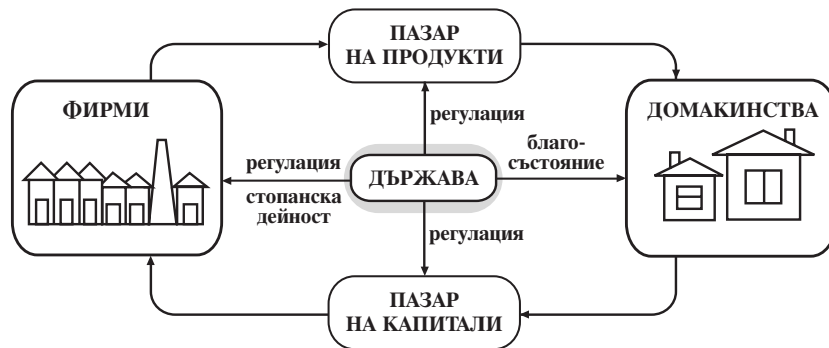 ПАЗАР
НА ПРОДУКТИ
ФИРМИ
ДОМАКИНСТВА
регулация
регулация
благо-
състояние
ДЪРЖАВА
стопанска
дейност
регулация
ПАЗАР
НА КАПИТАЛИ